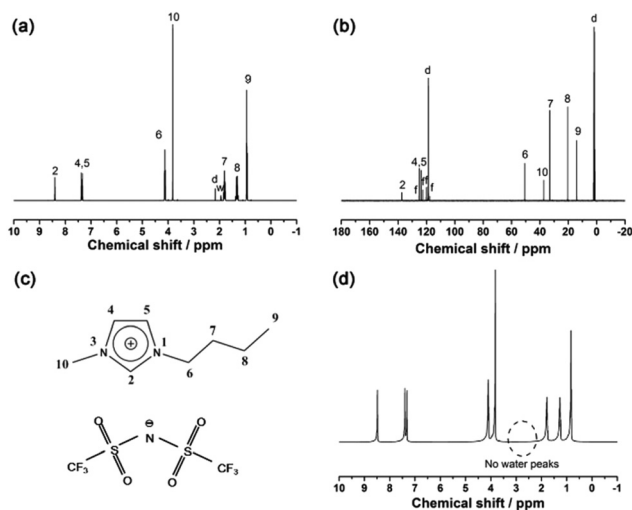 (a)
10
9
6
2
4,5
7
8
d
w
10 9 8 7 6 5 4 3 2 1 0 -1
Chemical shift / ppm
(b)
d
d
7
8
4,5
9
6
10
2
f f f f
180 160 140 120 100 80 60 40 20 0 -20
Chemical shift / ppm
(c)
4 5
9
7
3 N N 1
⊕
10
8
2
6
⊖
O O
S N S
CF3 O O CF3
(d)
No water peaks
10 9 8 7 6 5 4 3 2 1 0
Chemical shift / ppm